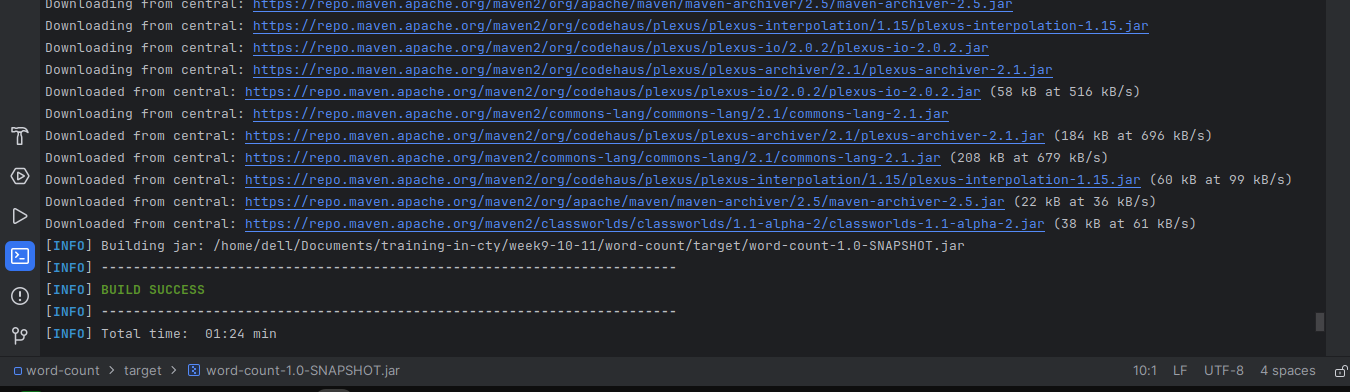 Downloading from central: https://repo.maven.apache.org/maven2/org/apache/maven/maven-archiver/2.5/maven-archiver-2.5.jar
Downloading from central: https://repo.maven.apache.org/maven2/org/codehaus/plexus/plexus-interpolation/1.15/plexus-interpolation-1.15.jar
Downloading from central: https://repo.maven.apache.org/maven2/org/codehaus/plexus/plexus-io/2.0.2/plexus-io-2.0.2.jar
Downloading from central: https://repo.maven.apache.org/maven2/org/codehaus/plexus/plexus-archiver/2.1/plexus-archiver-2.1.jar
Downloaded from central: https://repo.maven.apache.org/maven2/org/codehaus/plexus/plexus-io/2.0.2/plexus-io-2.0.2.jar (58 kB at 516 kB/s)
Downloading from central: https://repo.maven.apache.org/maven2/commons-lang/commons-lang/2.1/commons-lang-2.1.jar
Downloaded from central: https://repo.maven.apache.org/maven2/org/codehaus/plexus/plexus-archiver/2.1/plexus-archiver-2.1.jar (184 kB at 696 kB/s)
Downloaded from central: https://repo.maven.apache.org/maven2/commons-lang/commons-lang/2.1/commons-lang-2.1.jar (208 kB at 679 kB/s)
Downloaded from central: https://repo.maven.apache.org/maven2/org/codehaus/plexus/plexus-interpolation/1.15/plexus-interpolation-1.15.jar (60 kB at 99 kB/s)
Downloaded from central: https://repo.maven.apache.org/maven2/org/apache/maven/maven-archiver/2.5/maven-archiver-2.5.jar (22 kB at 36 kB/s)
Downloaded from central: https://repo.maven.apache.org/maven2/classworlds/classworlds/1.1-alpha-2/classworlds-1.1-alpha-2.jar (38 kB at 61 kB/s)
[INFO] Building jar: /home/dell/Documents/training-in-cty/week9-10-11/word-count/target/word-count-1.0-SNAPSHOT.jar
[INFO] ------------------------------------------------------------------------
[INFO] BUILD SUCCESS
[INFO] ------------------------------------------------------------------------
[INFO] Total time:  01:24 min
word-count > target > word-count-1.0-SNAPSHOT.jar 10:1 LF UTF-8 4 spaces